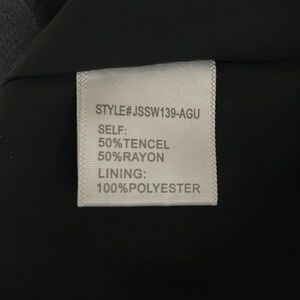 STYLE#JSSW139-AGU
SELF:
50%TENCEL
50%RAYON
LINING:
100%POLYESTER